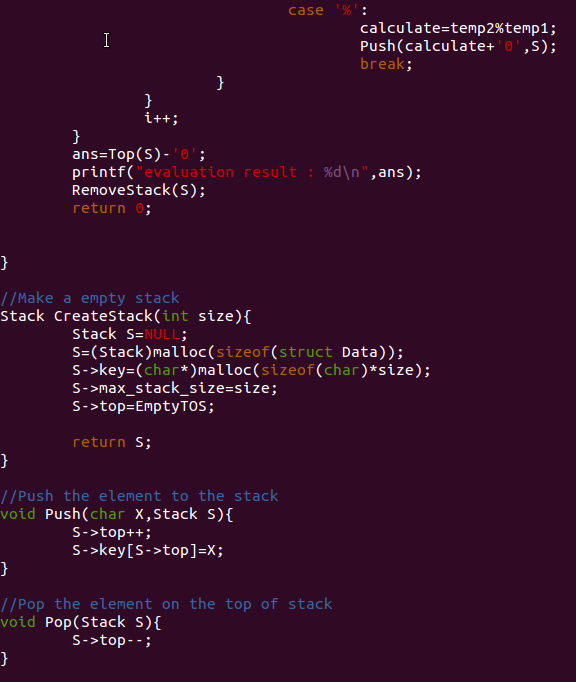 case '%':
calculate=temp2%temp1;
Push(calculate+'0',S);
break;
}
}
i++;
}
ans=Top(S)-'0';
printf("evaluation result : %d\n",ans);
RemoveStack(S);
return 0;
}
//Make a empty stack
Stack CreateStack(int size){
Stack S=NULL;
S=(Stack)malloc(sizeof(struct Data));
S->key=(char*)malloc(sizeof(char)*size);
S->max_stack_size=size;
S->top=EmptyTOS;
return S;
}
//Push the element to the stack
void Push(char X,Stack S){
S->top++;
S->key[S->top]=X;
}
//Pop the element on the top of stack
void Pop(Stack S){
S->top--;
}